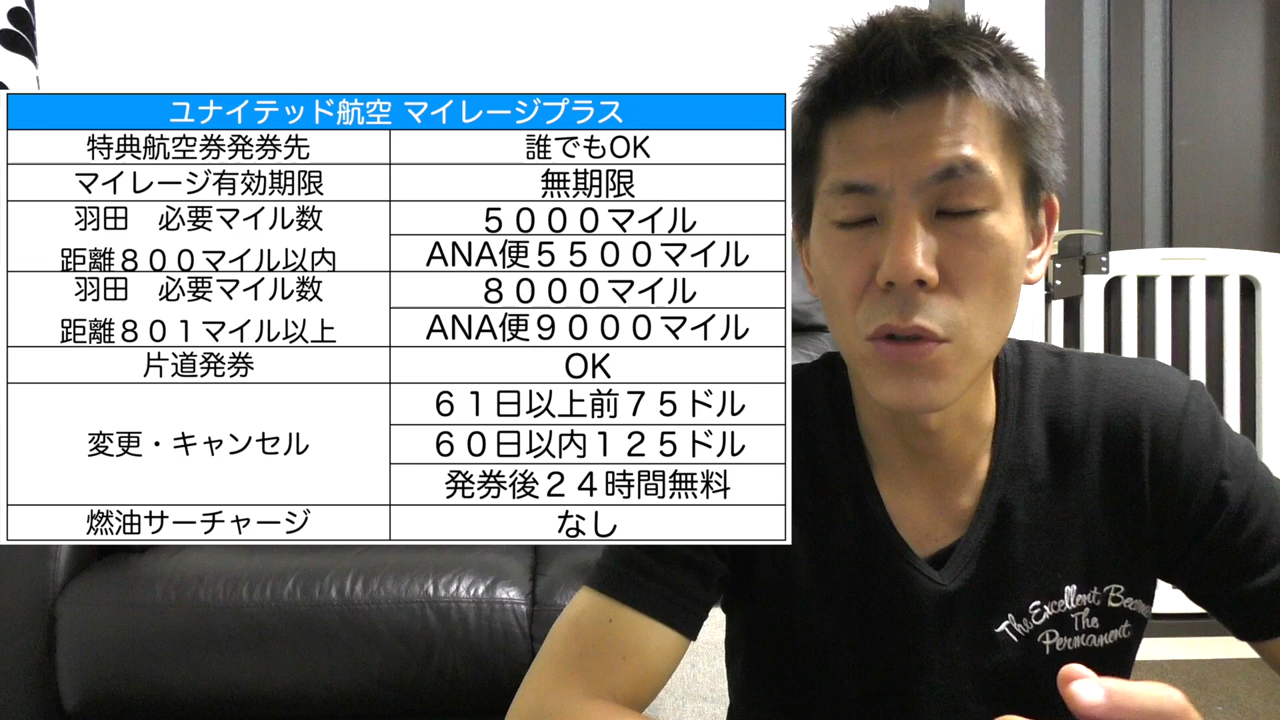 ユナイテッド航空 マイレージプラス
特典航空券発券先
誰でもOK
マイレージ有効期限
無期限
羽田　必要マイル数
距離８００マイル以内
５０００マイル
ANA便５５００マイル
羽田　必要マイル数
距離８０１マイル以上
８０００マイル
ANA便９０００マイル
片道発券
OK
変更・キャンセル
６１日以上前７５ドル
６０日以内１２５ドル
発券後２４時間無料
燃油サーチャージ
なし
The Excellent
The
Permanent